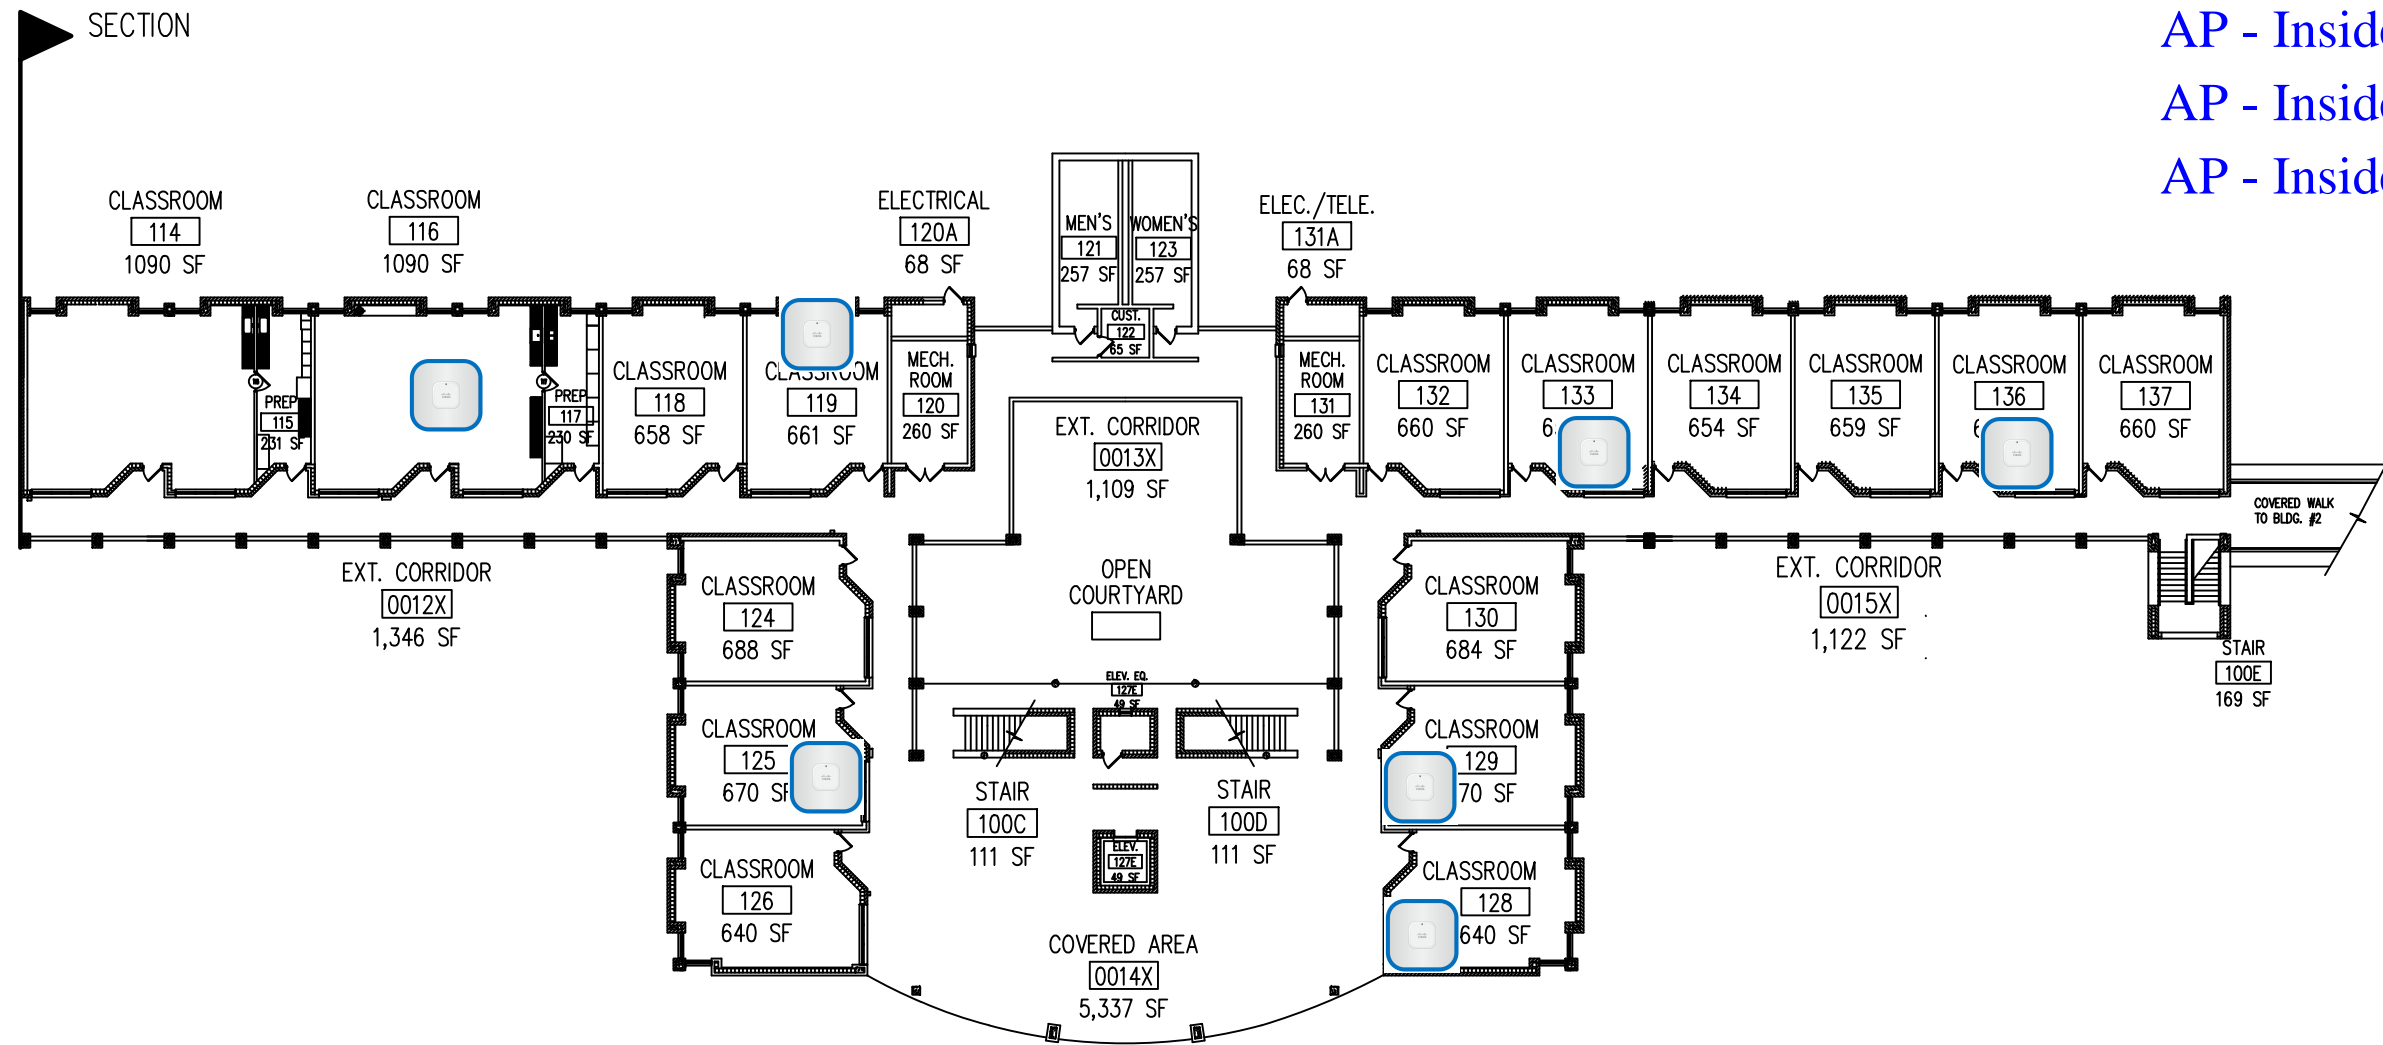 SECTION
AP - Inside
AP - Inside
AP - Inside
CLASSROOM
114
1090 SF
CLASSROOM
116
1090 SF
ELECTRICAL
120A
68 SF
MEN'S
121
257 SF
WOMEN'S
123
257 SF
ELEC./TELE.
131A
68 SF
CUST.
122
65 SF
PREP
115
231 SF
PREP
117
230 SF
CLASSROOM
118
658 SF
CLASSROOM
119
661 SF
MECH.
ROOM
120
260 SF
EXT. CORRIDOR
0013X
1,109 SF
MECH.
ROOM
131
260 SF
CLASSROOM
132
660 SF
CLASSROOM
133
CLASSROOM
134
654 SF
CLASSROOM
135
659 SF
CLASSROOM
136
CLASSROOM
137
660 SF
COVERED WALK
TO BLDG. #2
EXT. CORRIDOR
0012X
1,346 SF
CLASSROOM
124
688 SF
OPEN
COURTYARD
CLASSROOM
130
684 SF
EXT. CORRIDOR
0015X
1,122 SF
STAIR
100E
169 SF
ELEV. EQ.
127E
49 SF
CLASSROOM
125
670 SF
STAIR
100C
111 SF
STAIR
100D
111 SF
CLASSROOM
129
70 SF
ELEV.
127E
49 SF
CLASSROOM
126
640 SF
CLASSROOM
128
640 SF
COVERED AREA
0014X
5,337 SF